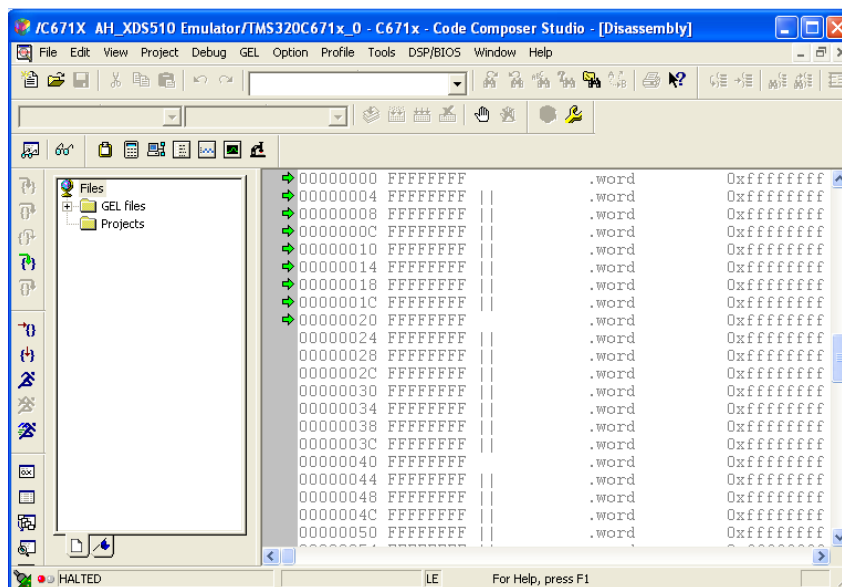 /C671X AH_XDS510 Emulator/TMS320C671x_0 - C671x - Code Composer Studio - [Disassembly]
File Edit View Project Debug GEL Option Profile Tools DSP/BIOS Window Help
Files
GEL files
Projects
00000000 FFFFFFFF .word 0xffffffff
00000004 FFFFFFFF || .word 0xffffffff
00000008 FFFFFFFF || .word 0xffffffff
0000000C FFFFFFFF || .word 0xffffffff
00000010 FFFFFFFF || .word 0xffffffff
00000014 FFFFFFFF || .word 0xffffffff
00000018 FFFFFFFF || .word 0xffffffff
0000001C FFFFFFFF || .word 0xffffffff
00000020 FFFFFFFF .word 0xffffffff
00000024 FFFFFFFF || .word 0xffffffff
00000028 FFFFFFFF || .word 0xffffffff
0000002C FFFFFFFF || .word 0xffffffff
00000030 FFFFFFFF || .word 0xffffffff
00000034 FFFFFFFF || .word 0xffffffff
00000038 FFFFFFFF || .word 0xffffffff
0000003C FFFFFFFF || .word 0xffffffff
00000040 FFFFFFFF .word 0xffffffff
00000044 FFFFFFFF || .word 0xffffffff
00000048 FFFFFFFF || .word 0xffffffff
0000004C FFFFFFFF || .word 0xffffffff
00000050 FFFFFFFF || .word 0xffffffff
HALTED LE For Help, press F1